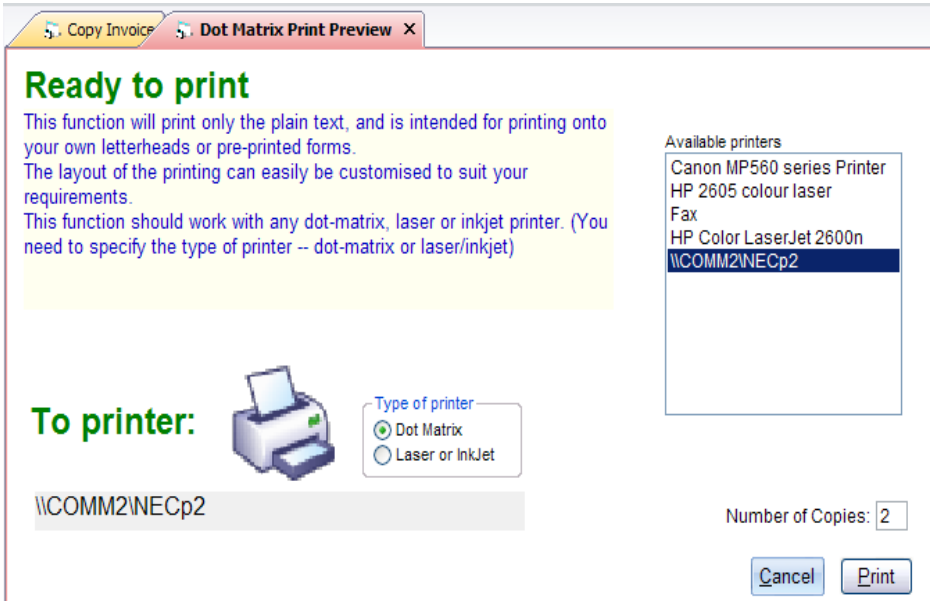 Copy Invoice
Dot Matrix Print Preview X
Ready to print
This function will print only the plain text, and is intended for printing onto
your own letterheads or pre-printed forms.
The layout of the printing can easily be customised to suit your
requirements.
This function should work with any dot-matrix, laser or inkjet printer. (You
need to specify the type of printer -- dot-matrix or laser/inkjet)
Available printers
Canon MP560 series Printer
HP 2605 colour laser
Fax
HP Color LaserJet 2600n
\\COMM2\NECp2
To printer:
Type of printer
Dot Matrix
Laser or InkJet
\\COMM2\NECp2
Number of Copies: 2
Cancel
Print